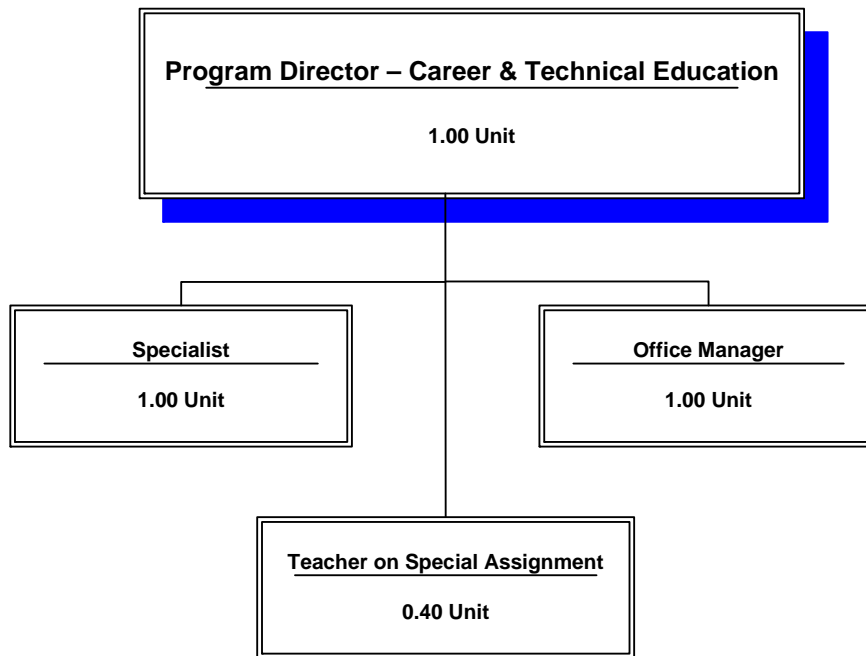 Program Director – Career & Technical Education
1.00 Unit
Specialist
1.00 Unit
Office Manager
1.00 Unit
Teacher on Special Assignment
0.40 Unit